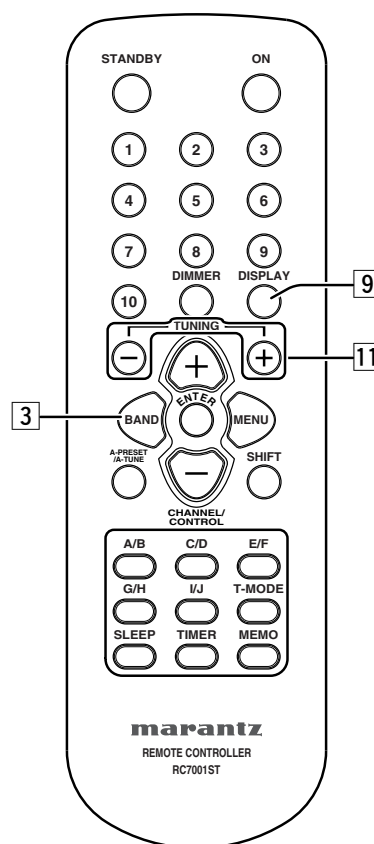 STANDBY ON
1 2 3
4 5 6
7 8 9
DIMMER DISPLAY
9
10
TUNING
− +
11
+
ENTER
3
BAND MENU
A-PRESET
/A-TUNE
SHIFT
−
CHANNEL/
CONTROL
A/B C/D E/F
G/H I/J T-MODE
SLEEP TIMER MEMO
marantz
REMOTE CONTROLLER
RC7001ST